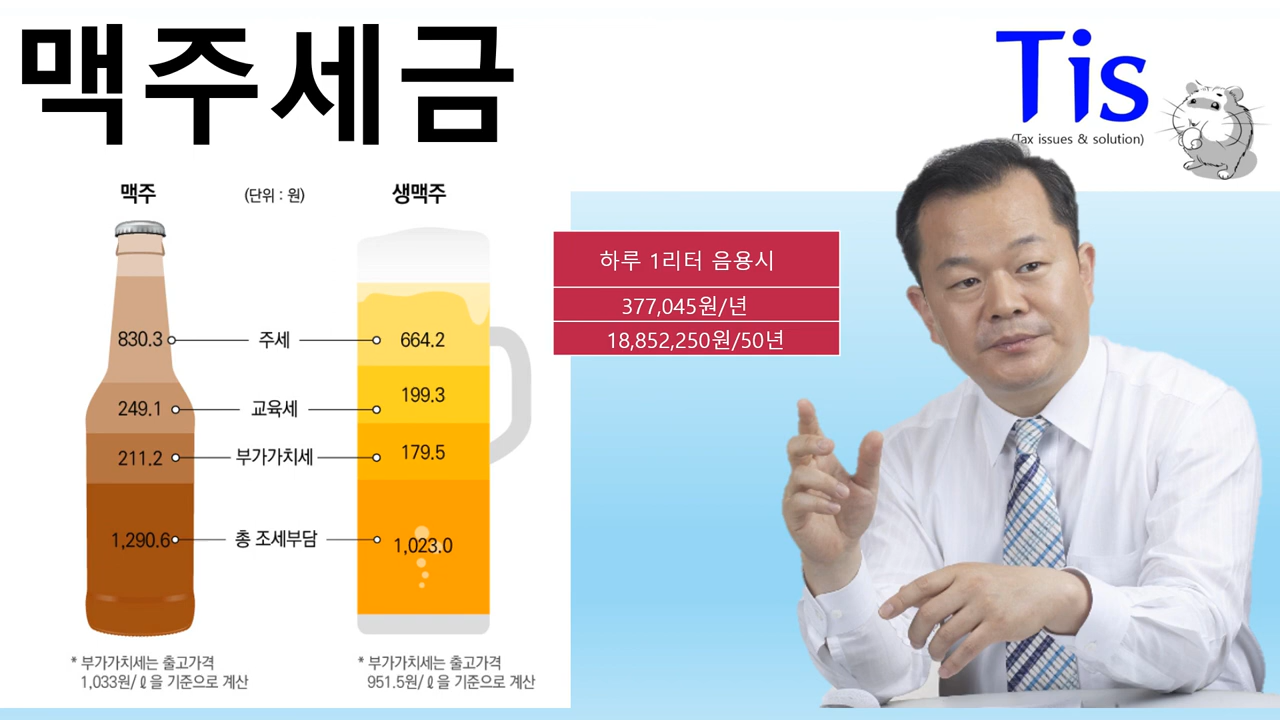 맥주세금
Tis
(Tax issues & solution)
맥주 (단위 : 원) 생맥주
830.3 주세 664.2
249.1 교육세 199.3
211.2 부가가치세 179.5
1,290.6 총 조세부담 1,023.0
* 부가가치세는 출고가격
1,033원/ℓ을 기준으로 계산
* 부가가치세는 출고가격
951.5원/ℓ을 기준으로 계산
하루 1리터 음용시
377,045원/년
18,852,250원/50년